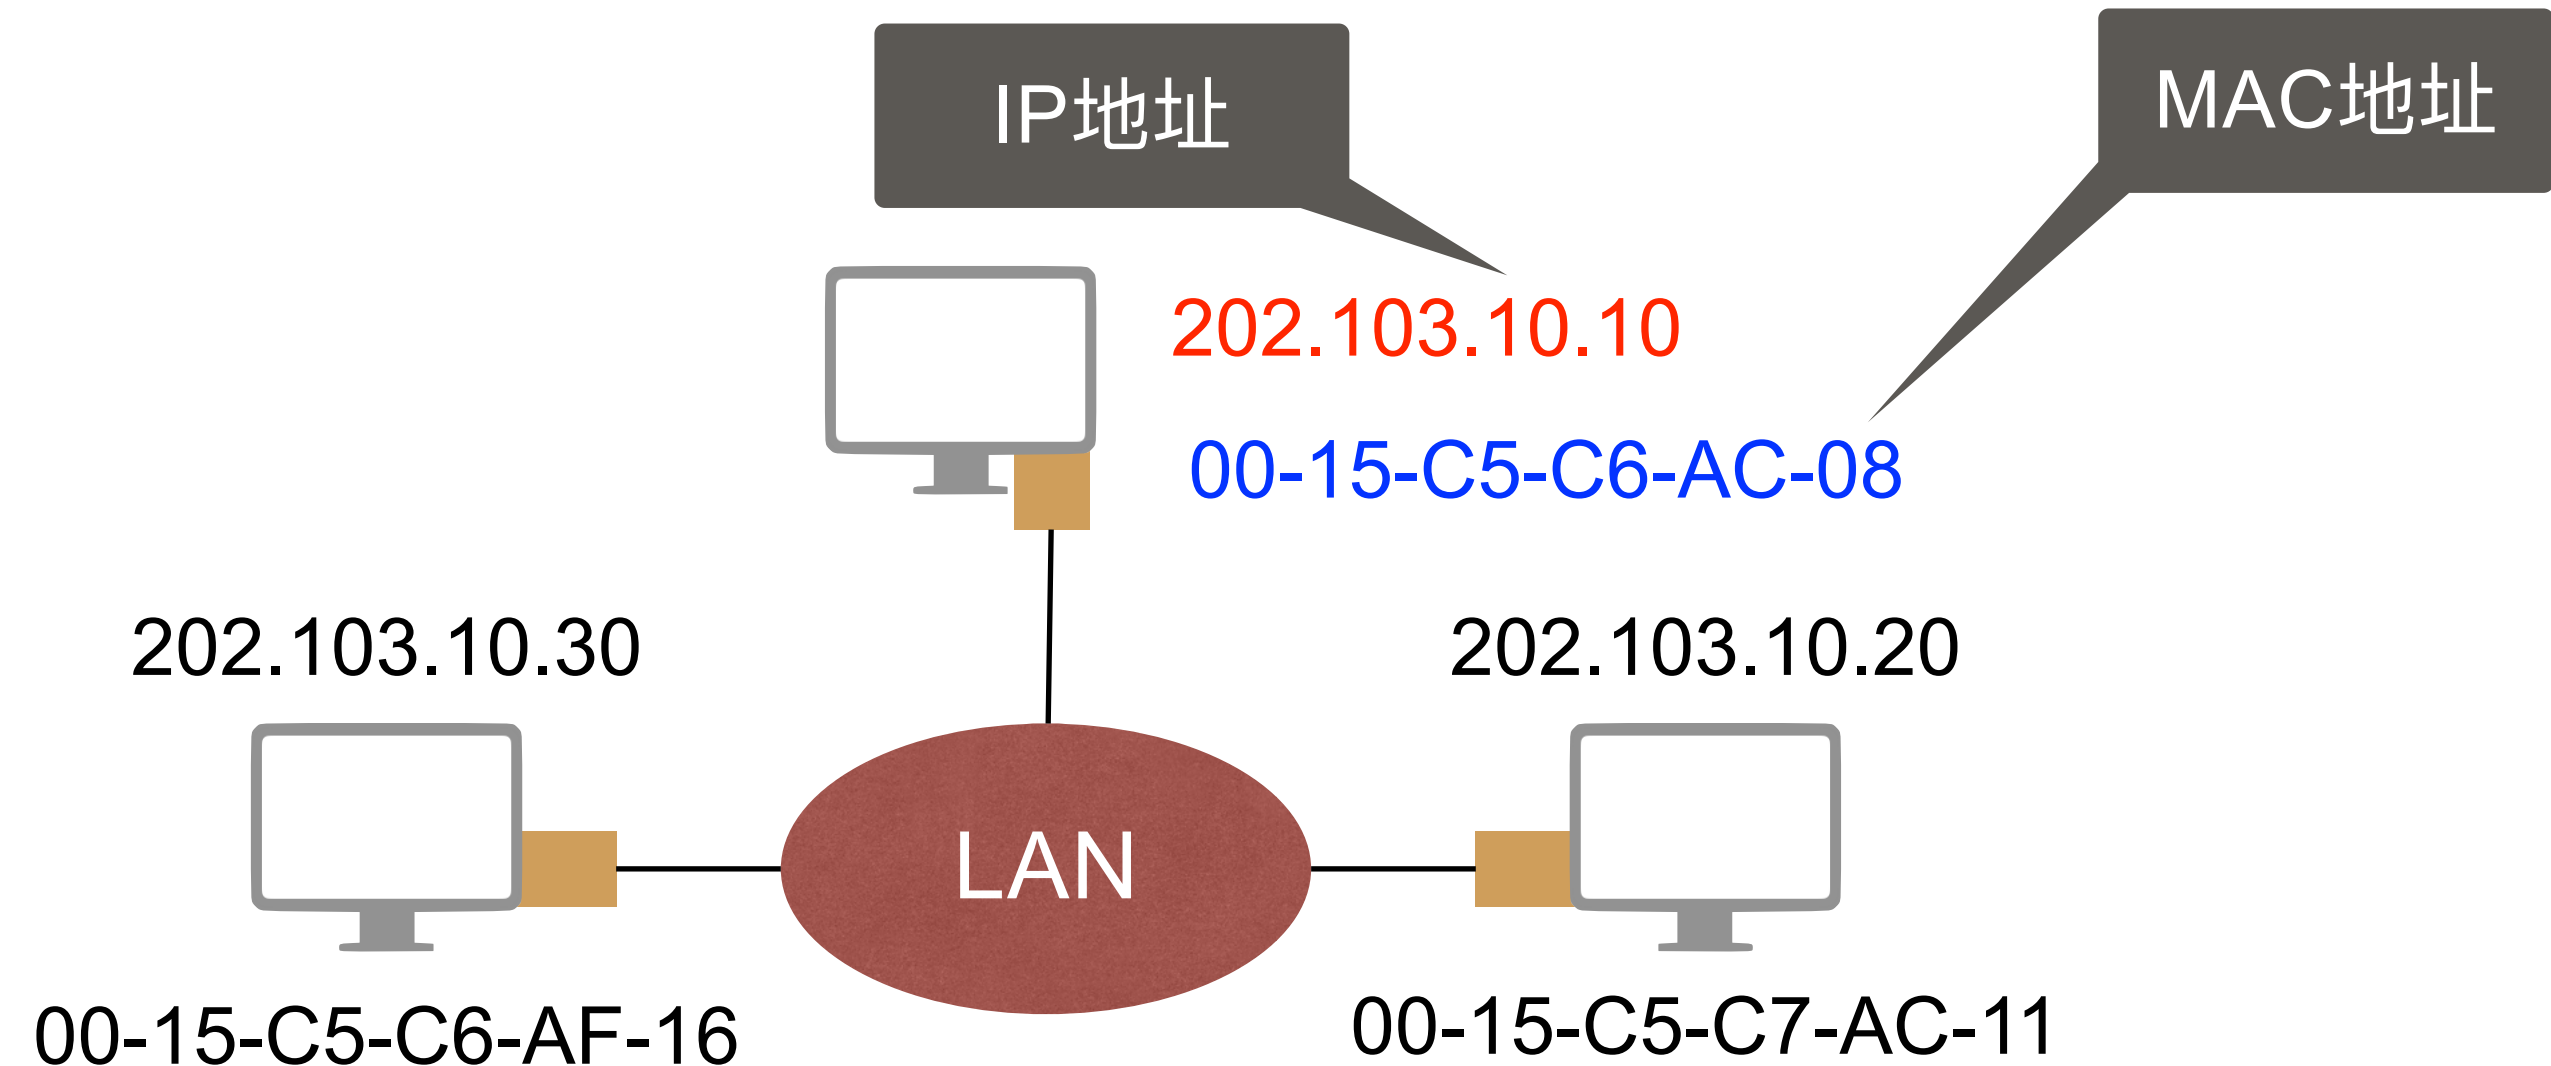 IP地址
MAC地址
202.103.10.10
00-15-C5-C6-AC-08
202.103.10.30
202.103.10.20
LAN
00-15-C5-C6-AF-16
00-15-C5-C7-AC-11